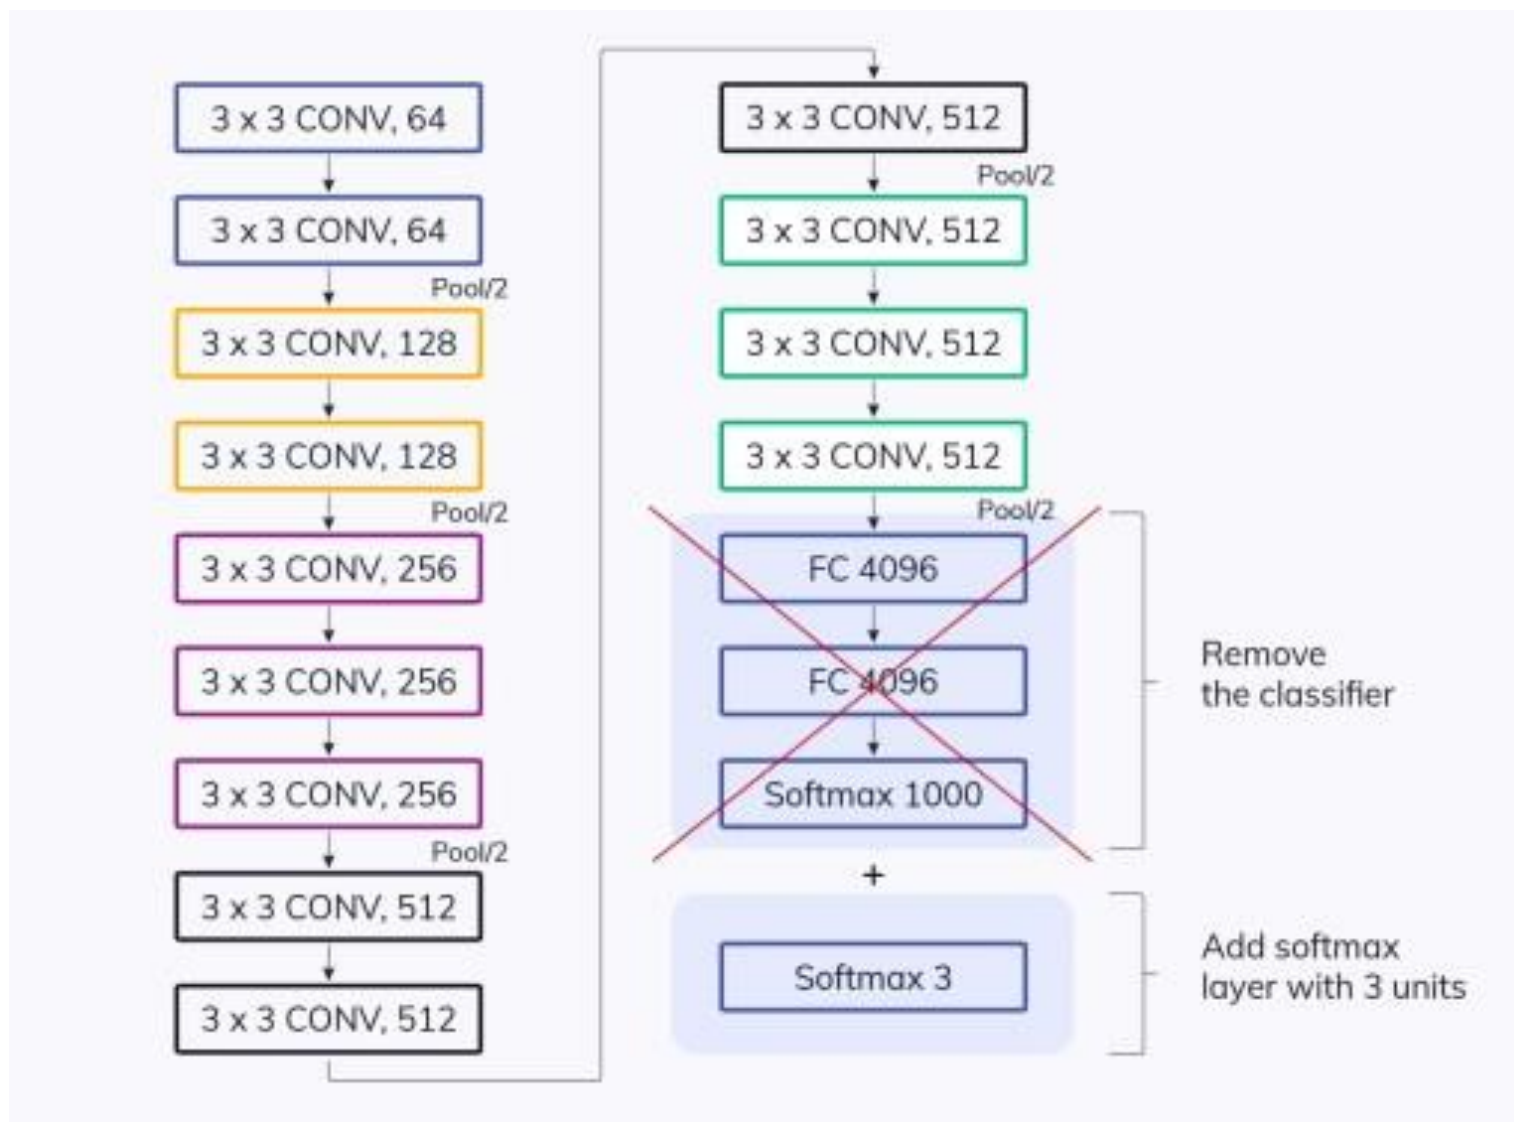 3 x 3 CONV, 64
3 x 3 CONV, 64
Pool/2
3 x 3 CONV, 128
3 x 3 CONV, 128
Pool/2
3 x 3 CONV, 256
3 x 3 CONV, 256
3 x 3 CONV, 256
Pool/2
3 x 3 CONV, 512
3 x 3 CONV, 512
3 x 3 CONV, 512
Pool/2
3 x 3 CONV, 512
3 x 3 CONV, 512
3 x 3 CONV, 512
Pool/2
FC 4096
FC 4096
Softmax 1000
Remove
the classifier
+
Softmax 3
Add softmax
layer with 3 units